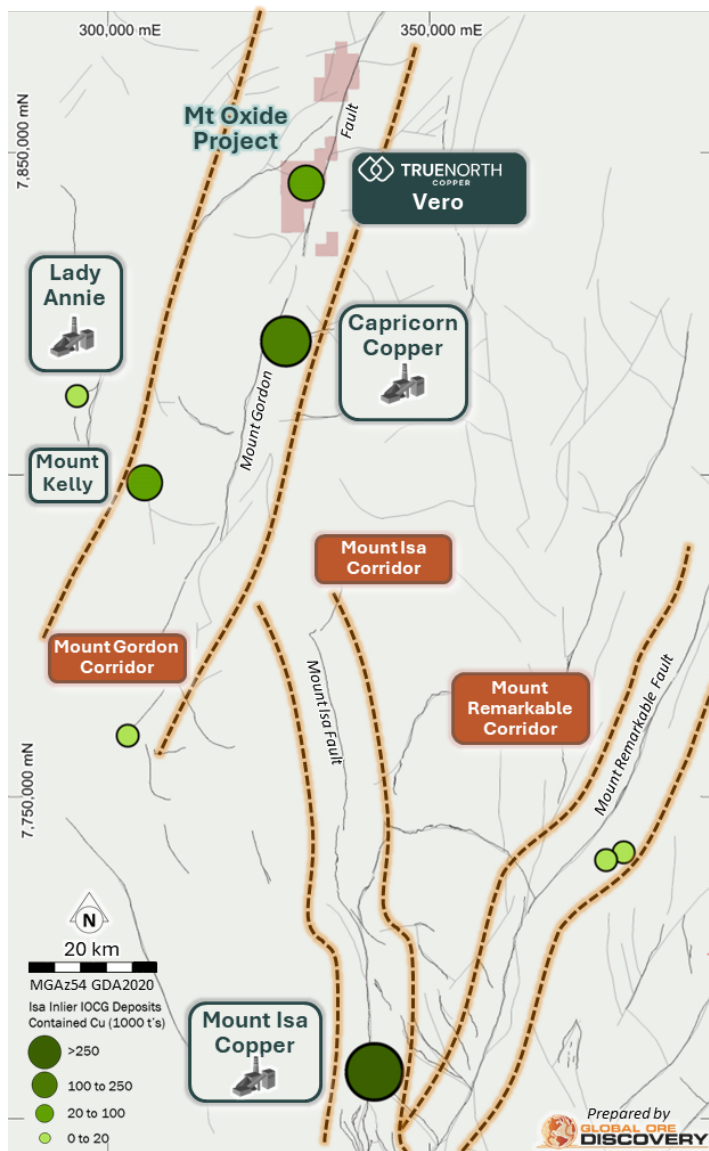 300,000 mE
350,000 mE
7,850,000 mN
Mt Oxide
Project
Fault
TRUENORTH
COPPER
Vero
Lady
Annie
Capricorn
Copper
Mount Gordon
Mount
Kelly
Mount Isa
Corridor
Mount Gordon
Corridor
Mount Isa Fault
Mount
Remarkable
Corridor
Mount Remarkable Fault
7,750,000 mN
N
20 km
MGAz54 GDA2020
Isa Inlier IOCG Deposits
Contained Cu (1000 t's)
>250
100 to 250
20 to 100
0 to 20
Mount Isa
Copper
Prepared by
GLOBAL ORE
DISCOVERY